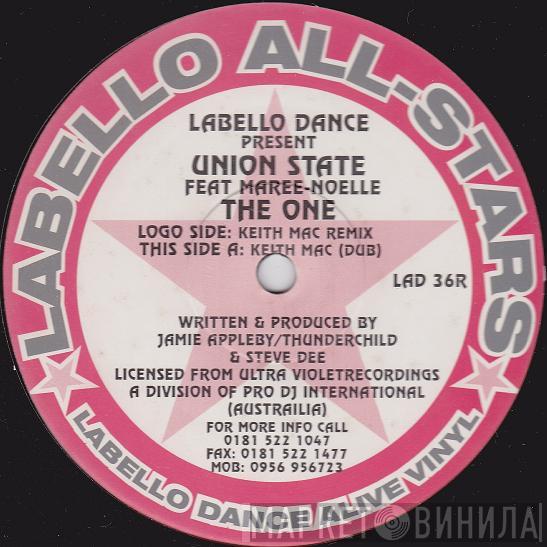 LABELLO ALL-STARS
LABELLO DANCE
PRESENT
UNION STATE
FEAT MAREE-NOELLE
THE ONE
LOGO SIDE: KEITH MAC REMIX
THIS SIDE A: KEITH MAC (DUB)
LAD 36R
WRITTEN & PRODUCED BY
JAMIE APPLEBY/THUNDERCHILD
& STEVE DEE
LICENSED FROM ULTRA VIOLETRECORDINGS
A DIVISION OF PRO DJ INTERNATIONAL
(AUSTRAILIA)
FOR MORE INFO CALL
0181 522 1047
FAX: 0181 522 1477
MOB: 0956 956723
LABELLO DANCE ALIVE VINYL
МАРКЕТ ВИНИЛА